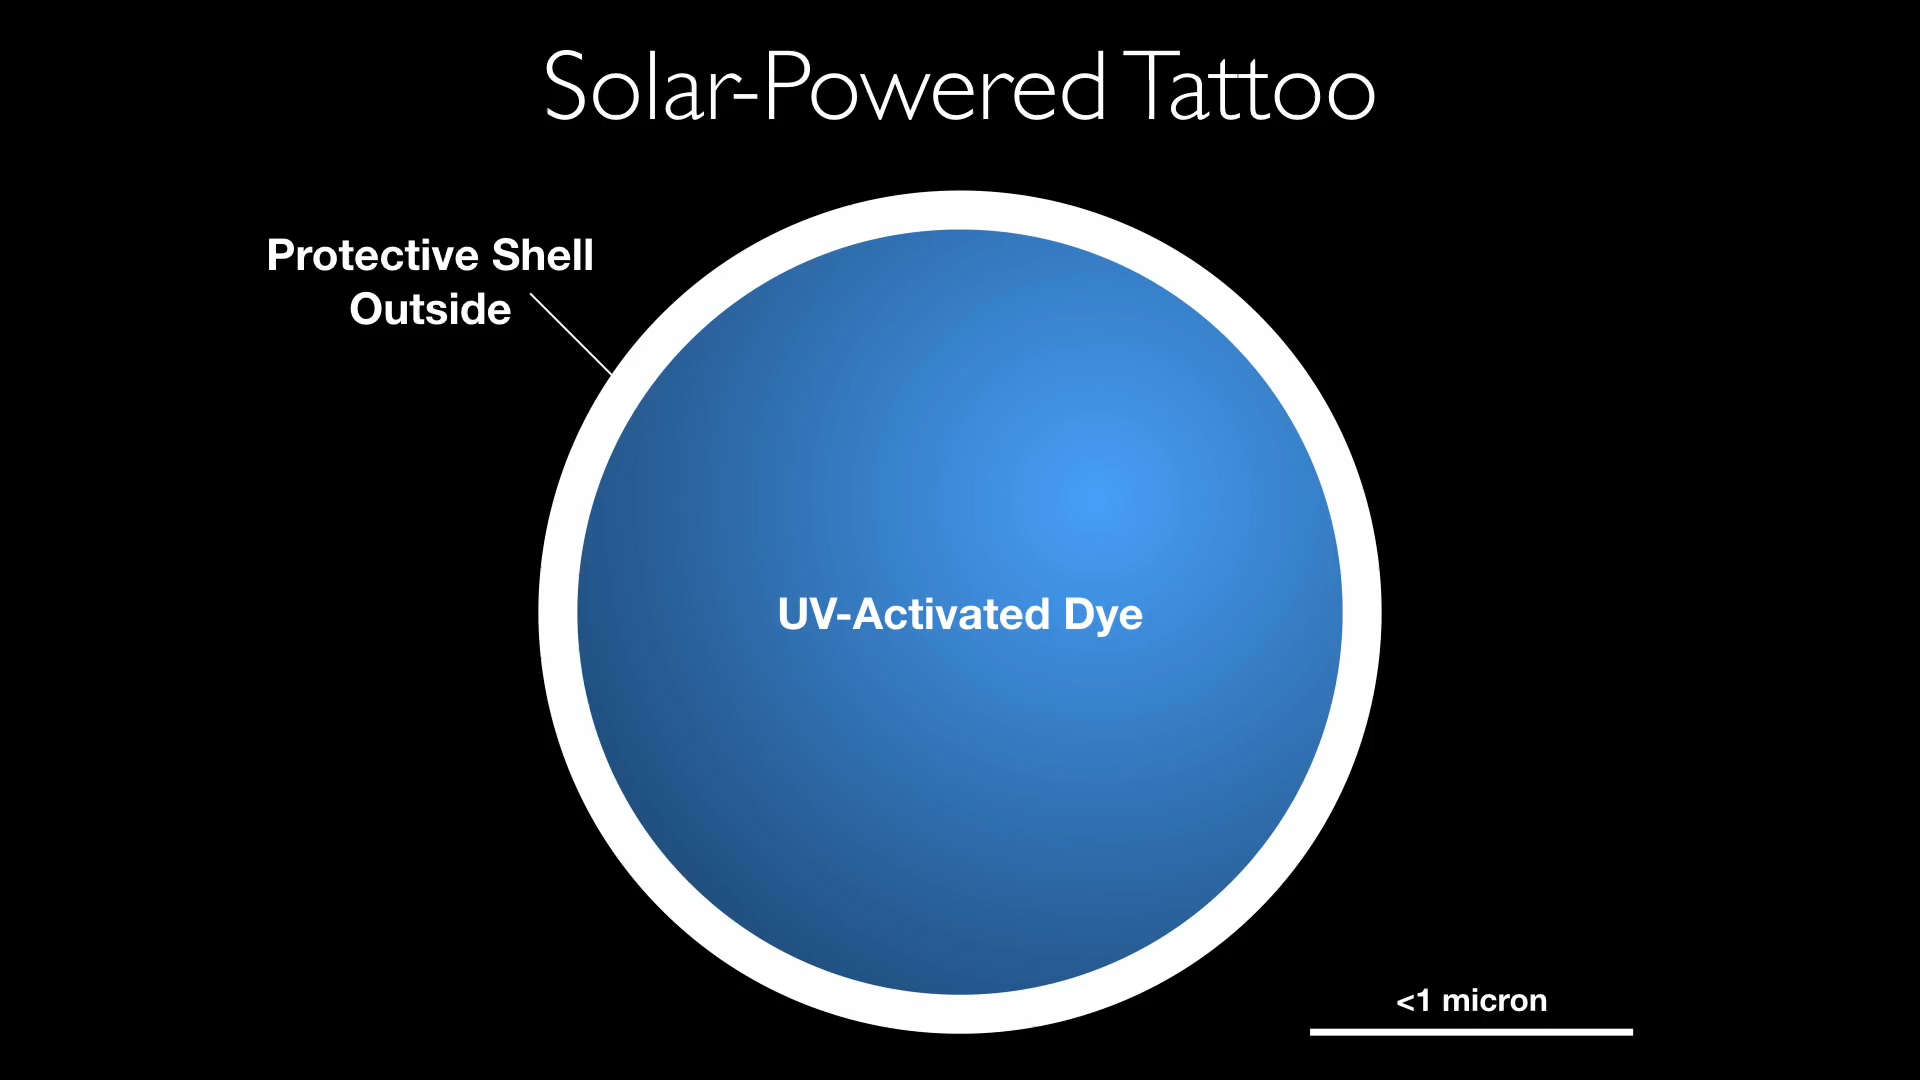 Solar-Powered Tattoo
Protective Shell
Outside
UV-Activated Dye
<1 micron